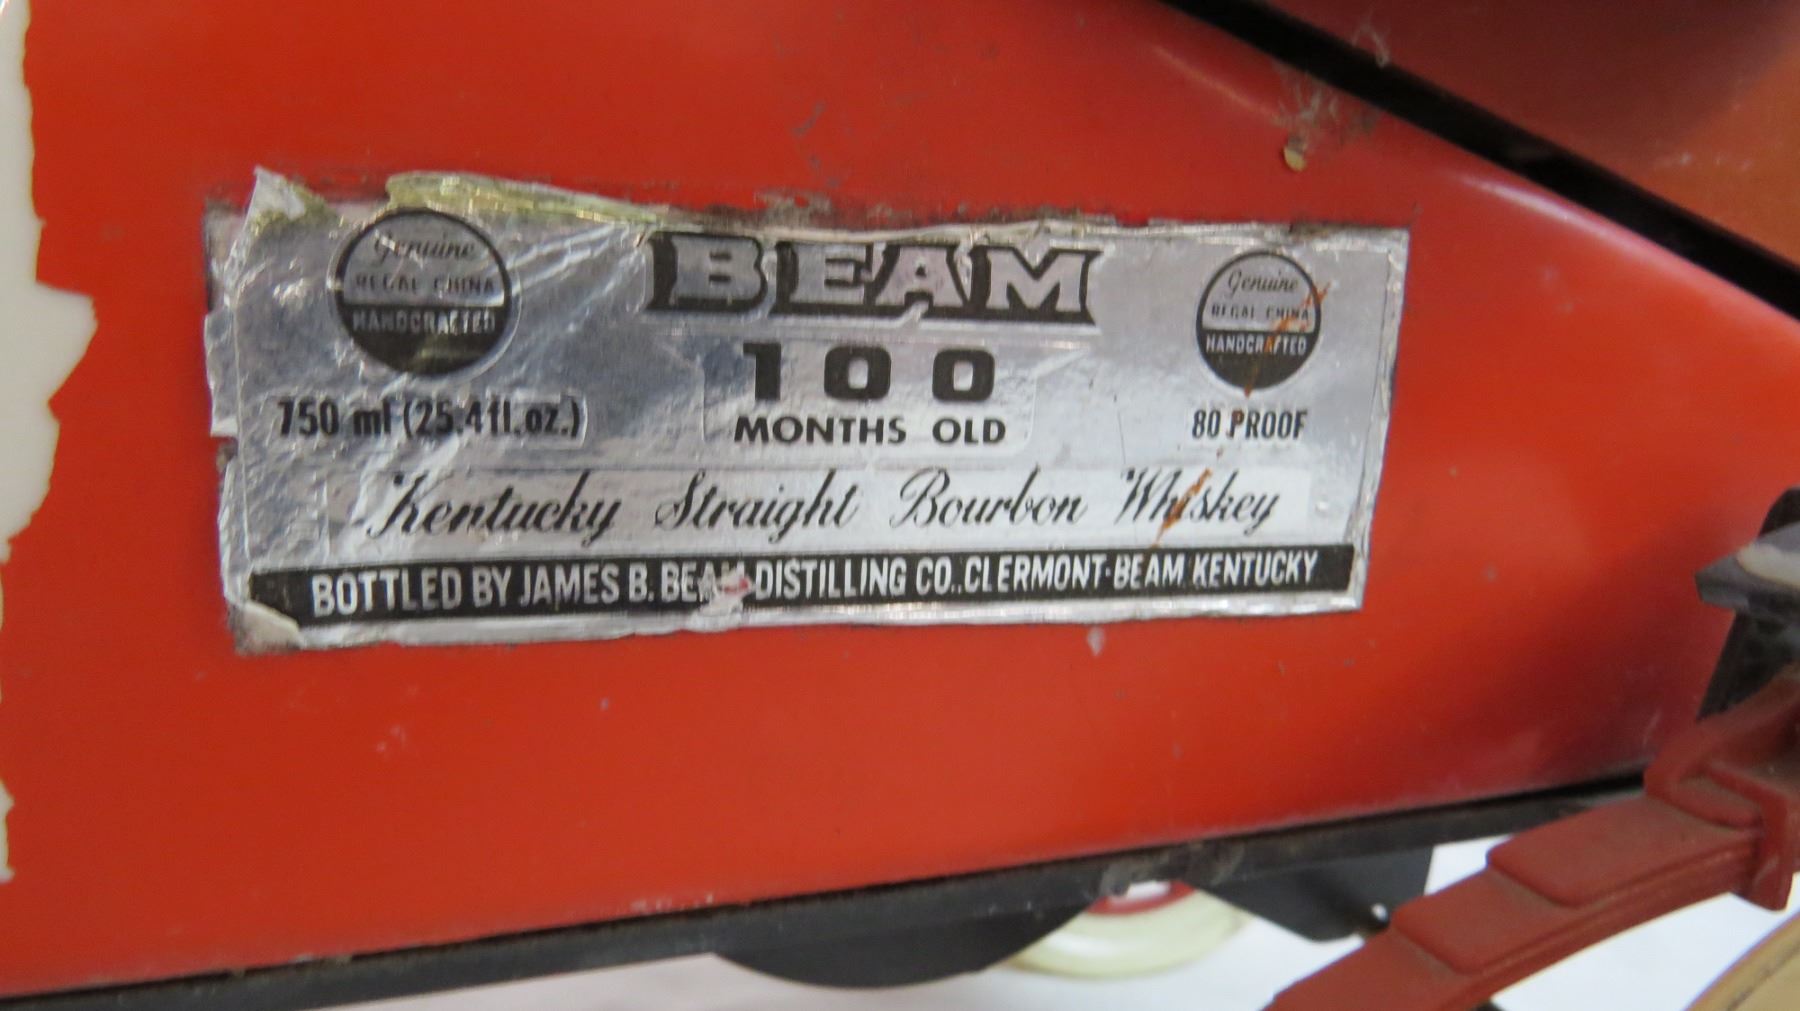 Genuine
REGAL CHINA
HANDCRAFTED
BEAM
Genuine
REGAL CHINA
HANDCRAFTED
100
MONTHS OLD
750 ml (25.4 fl. oz.)
80 PROOF
Kentucky Straight Bourbon Whiskey
BOTTLED BY JAMES B. BEAM DISTILLING CO., CLERMONT·BEAM, KENTUCKY